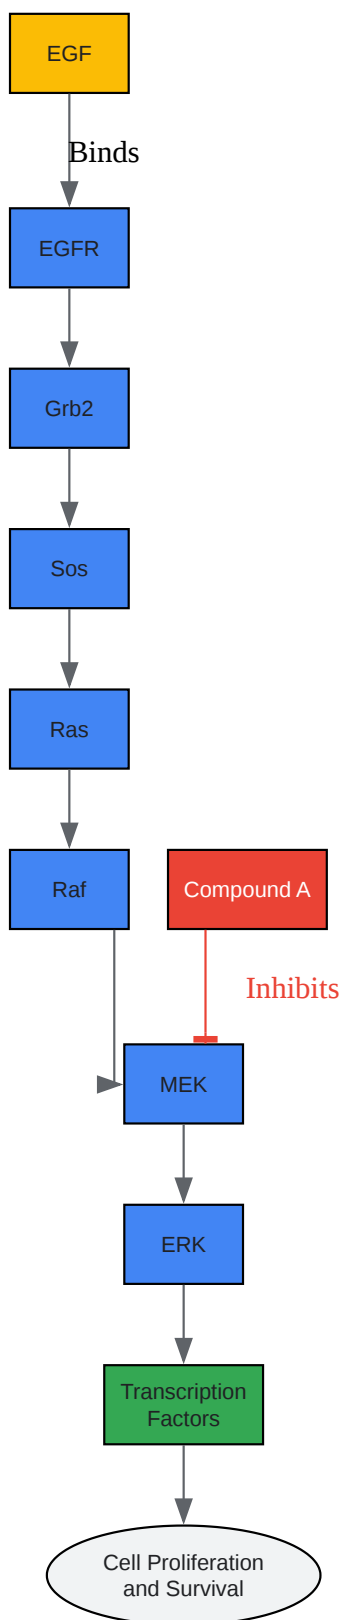 EGF
Binds
EGFR
Grb2
Sos
Ras
Raf
Compound A
Inhibits
MEK
ERK
Transcription
Factors
Cell Proliferation
and Survival